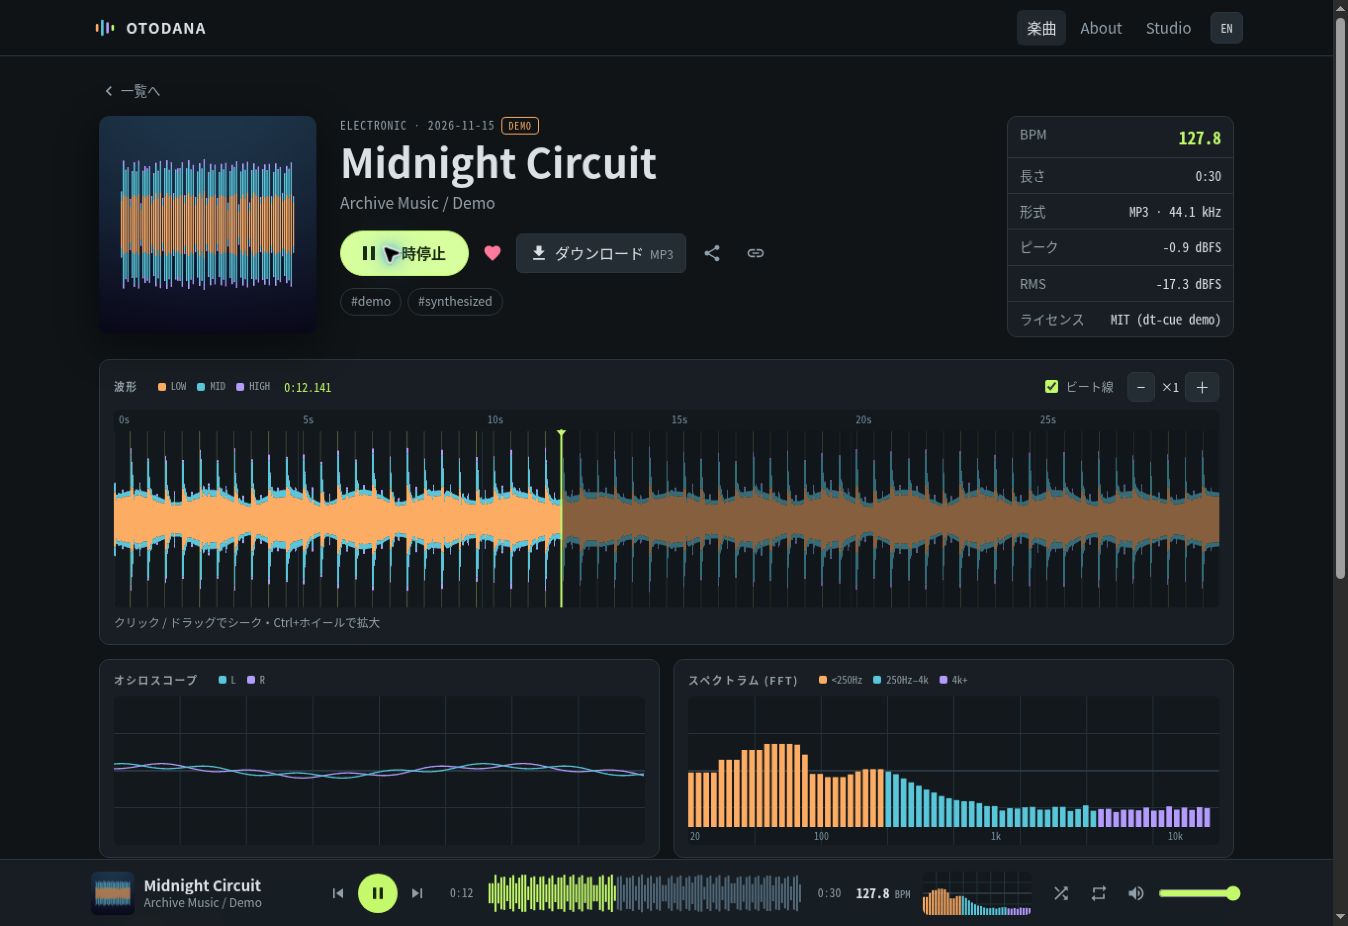 OTODANA
楽曲 About Studio EN
一覧へ
ELECTRONIC · 2026-11-15 DEMO
Midnight Circuit
Archive Music / Demo
時停止 ダウンロード MP3
#demo #synthesized
BPM 127.8
長さ 0:30
形式 MP3 · 44.1 kHz
ピーク -0.9 dBFS
RMS -17.3 dBFS
ライセンス MIT (dt-cue demo)
波形 LOW MID HIGH 0:12.141 ビート線 − ×1 +
0s 5s 10s 15s 20s 25s
クリック / ドラッグでシーク・Ctrl+ホイールで拡大
オシロスコープ L R
スペクトラム (FFT) <250Hz 250Hz–4k 4k+
20 100 1k 10k
Midnight Circuit
Archive Music / Demo
0:12 0:30 127.8 BPM